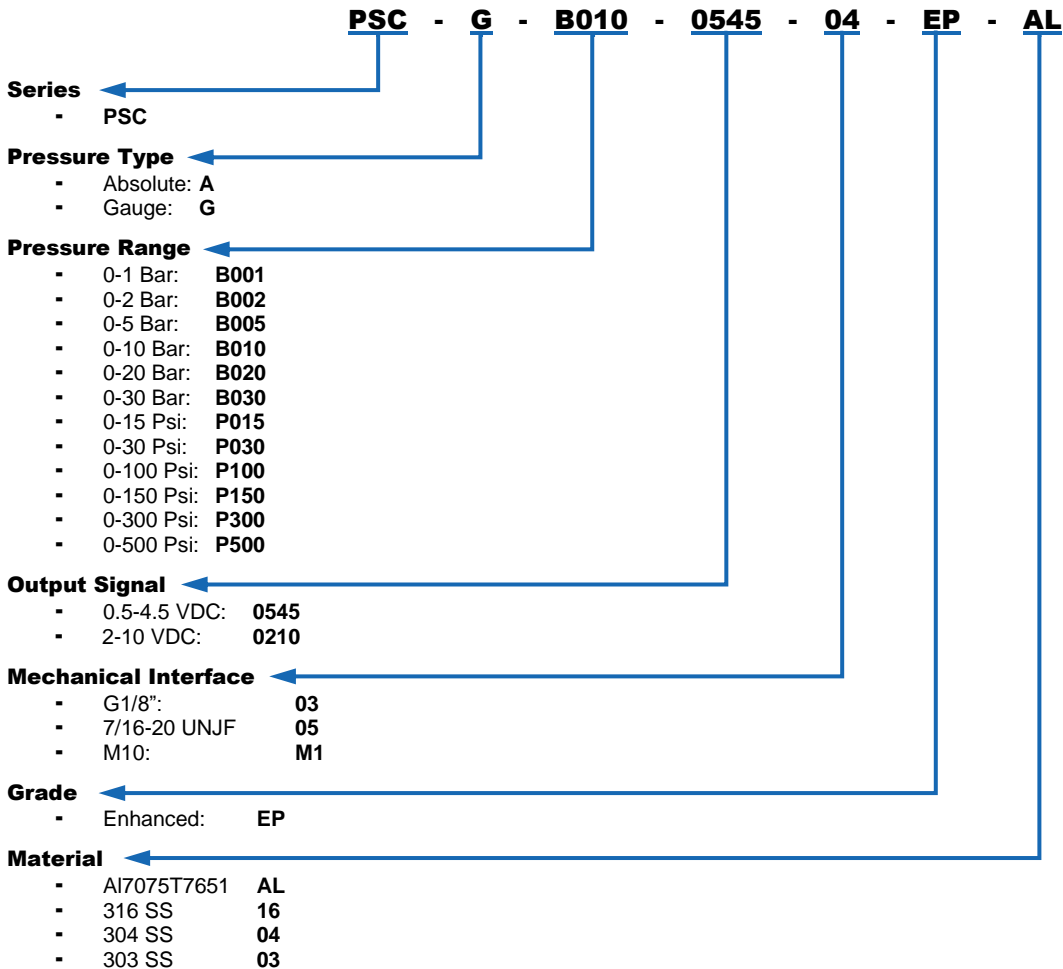 PSC - G - B010 - 0545 - 04 - EP - AL
Series
- PSC
Pressure Type
- Absolute: A
- Gauge: G
Pressure Range
- 0-1 Bar: B001
- 0-2 Bar: B002
- 0-5 Bar: B005
- 0-10 Bar: B010
- 0-20 Bar: B020
- 0-30 Bar: B030
- 0-15 Psi: P015
- 0-30 Psi: P030
- 0-100 Psi: P100
- 0-150 Psi: P150
- 0-300 Psi: P300
- 0-500 Psi: P500
Output Signal
- 0.5-4.5 VDC: 0545
- 2-10 VDC: 0210
Mechanical Interface
- G1/8”: 03
- 7/16-20 UNJF 05
- M10: M1
Grade
- Enhanced: EP
Material
- Al7075T7651 AL
- 316 SS 16
- 304 SS 04
- 303 SS 03